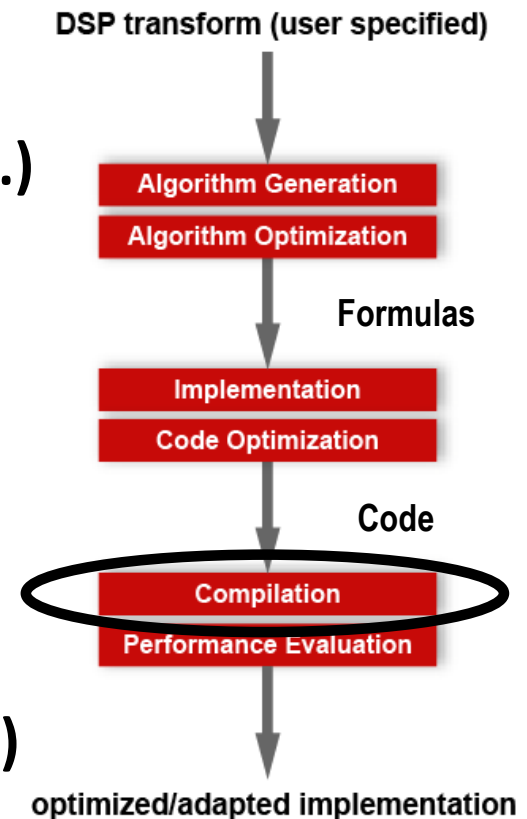 DSP transform (user specified)
.)
Algorithm Generation
Algorithm Optimization
Formulas
Implementation
Code Optimization
Code
Compilation
Performance Evaluation
)
optimized/adapted implementation